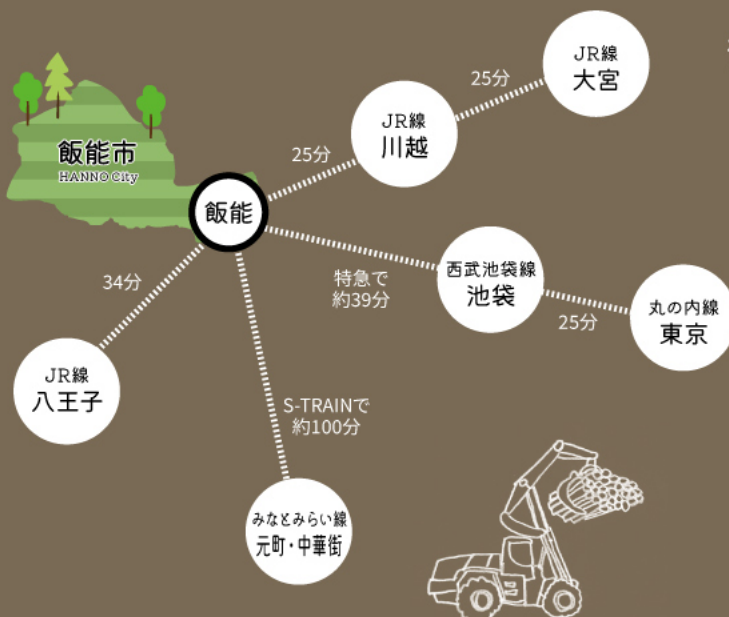 JR線
大宮
25分
JR線
川越
25分
飯能市
HANNO City
飯能
特急で
約39分
西武池袋線
池袋
25分
丸の内線
東京
34分
JR線
八王子
S-TRAINで
約100分
みなとみらい線
元町・中華街